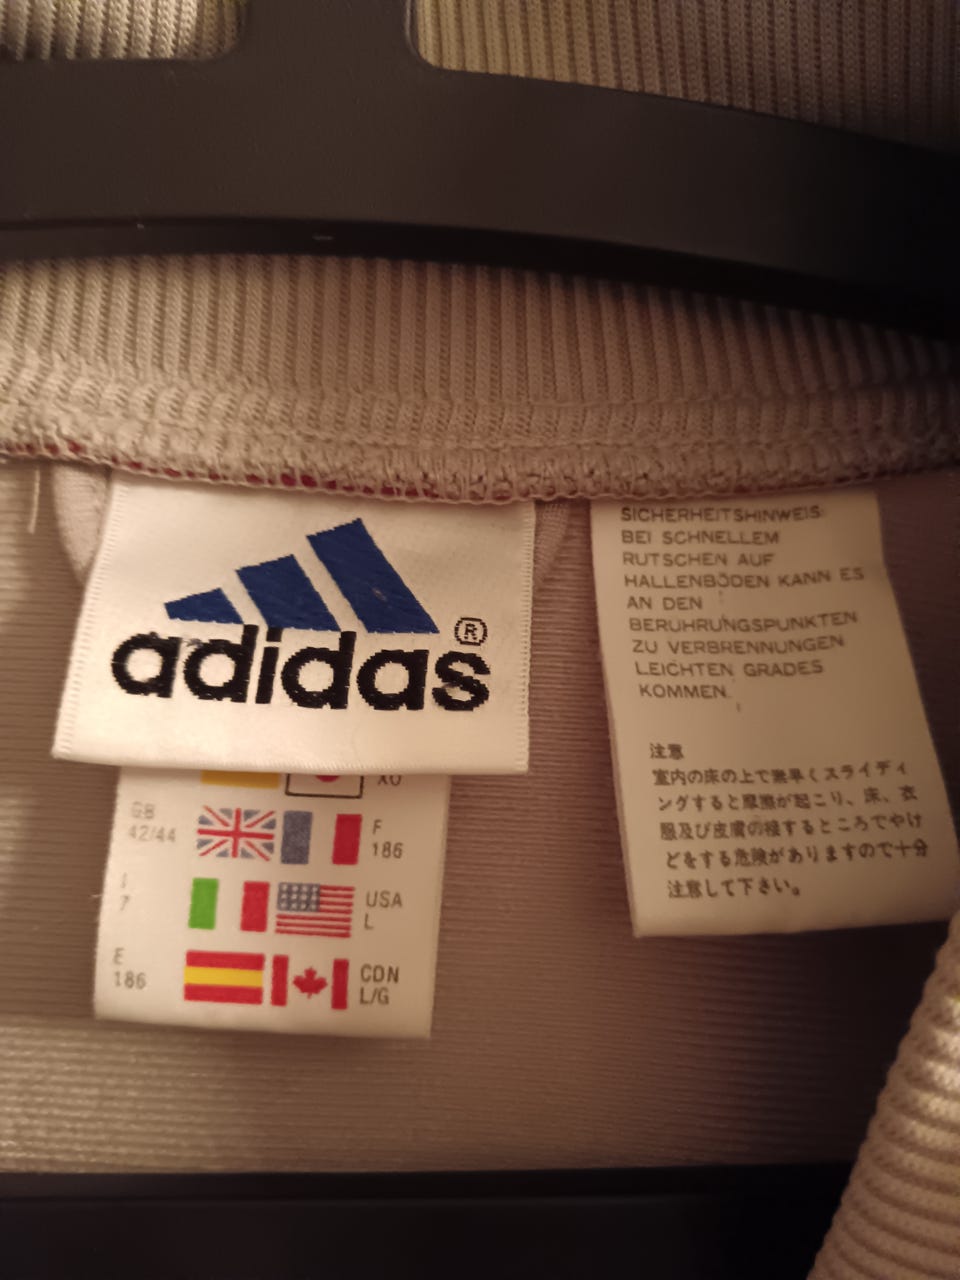 adidas®
XO
GB
42/44
F
186
I
7
USA
L
E
186
CDN
L/G
SICHERHEITSHINWEIS:
BEI SCHNELLEM
RUTSCHEN AUF
HALLENBÖDEN KANN ES
AN DEN
BERÜHRUNGSPUNKTEN
ZU VERBRENNUNGEN
LEICHTEN GRADES
KOMMEN.
注意
室内の床の上で素早くスライディ
ングすると摩擦が起こり、床、衣
服及び皮膚の接するところでやけ
どをする危険がありますので十分
注意して下さい。